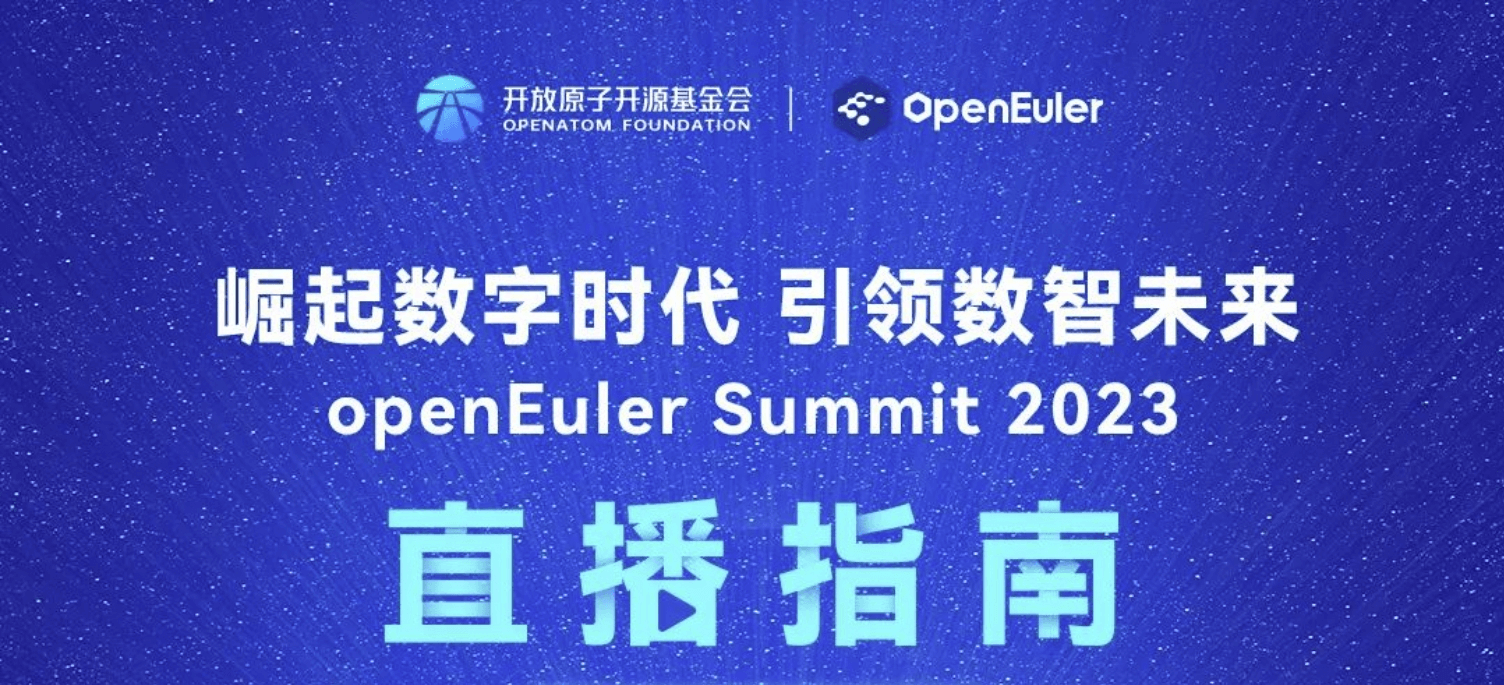 开放原子开源基金会
OPENATOM FOUNDATION
OpenEuler
崛起数字时代 引领数智未来
openEuler Summit 2023
直播指南